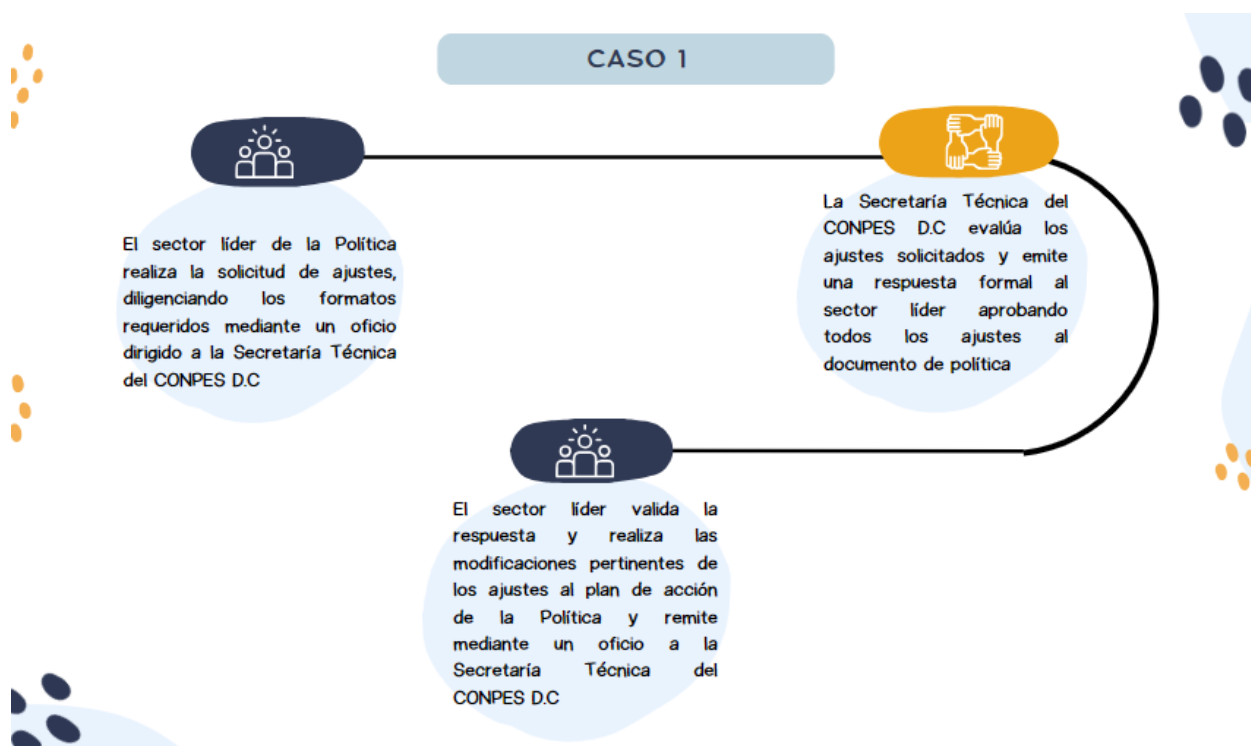 CASO 1
El sector líder de la Política
realiza la solicitud de ajustes,
diligenciando los formatos
requeridos mediante un oficio
dirigido a la Secretaría Técnica
del CONPES D.C
La Secretaría Técnica del
CONPES D.C evalúa los
ajustes solicitados y emite
una respuesta formal al
sector líder aprobando
todos los ajustes al
documento de política
El sector líder valida la
respuesta y realiza las
modificaciones pertinentes de
los ajustes al plan de acción
de la Política y remite
mediante un oficio a la
Secretaría Técnica del
CONPES D.C